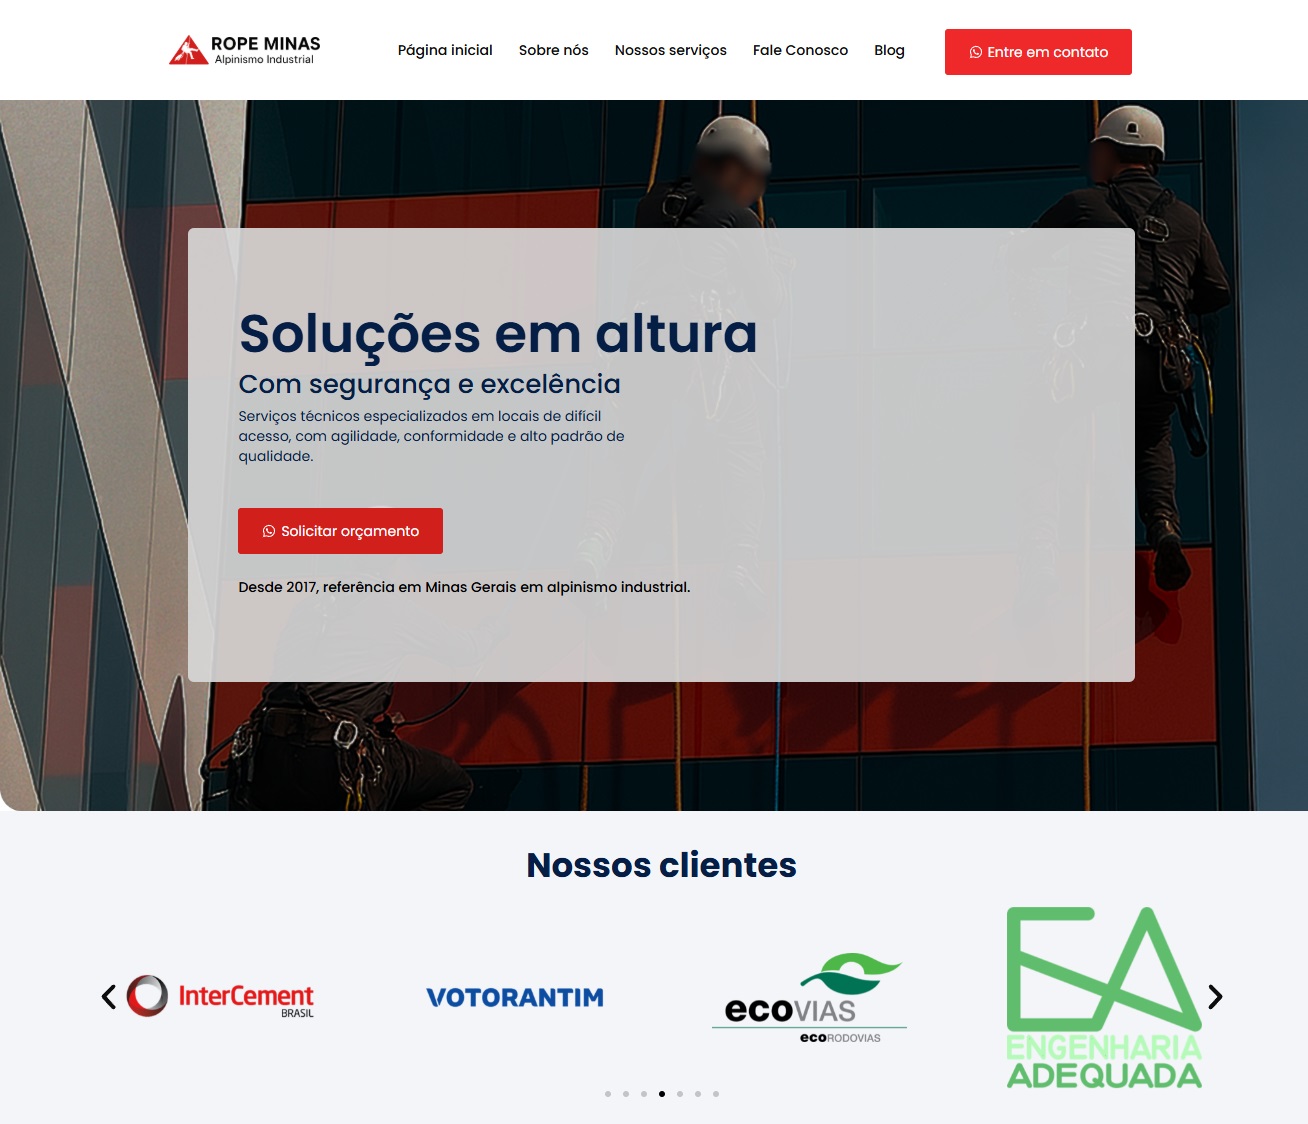 ROPE MINAS
Alpinismo Industrial
Página inicial
Sobre nós
Nossos serviços
Fale Conosco
Blog
Entre em contato
Soluções em altura
Com segurança e excelência
Serviços técnicos especializados em locais de difícil
acesso, com agilidade, conformidade e alto padrão de
qualidade.
Solicitar orçamento
Desde 2017, referência em Minas Gerais em alpinismo industrial.
Nossos clientes
InterCement
BRASIL
VOTORANTIM
ecoVIAS
ecoRODOVIAS
EA
ENGENHARIA
ADEQUADA